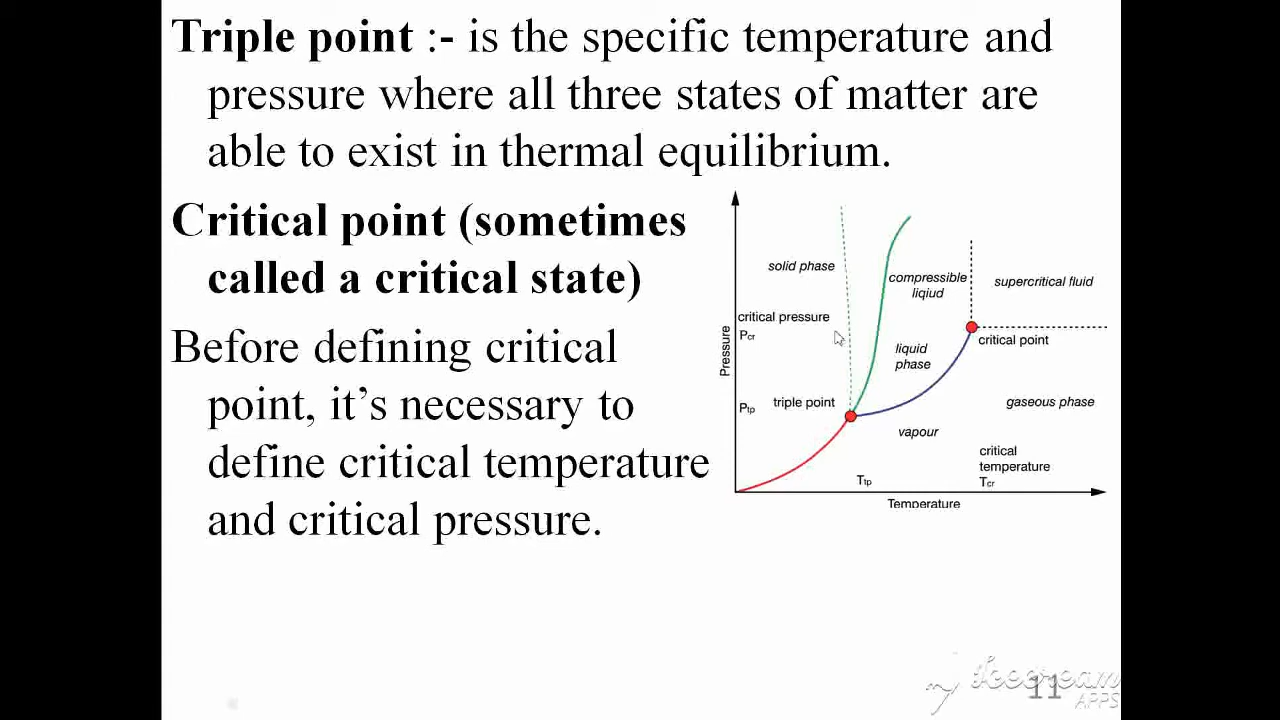 Triple point :- is the specific temperature and
pressure where all three states of matter are
able to exist in thermal equilibrium.
Critical point (sometimes
called a critical state)
Before defining critical
point, it's necessary to
define critical temperature
and critical pressure.
solid phase
compressible
liqiud
supercritical fluid
critical pressure
Pcr
critical point
liquid
phase
Pressure
triple point
Ptp
gaseous phase
vapour
critical
temperature
Tcr
Ttp
Temperature
Icecream
APPS
11